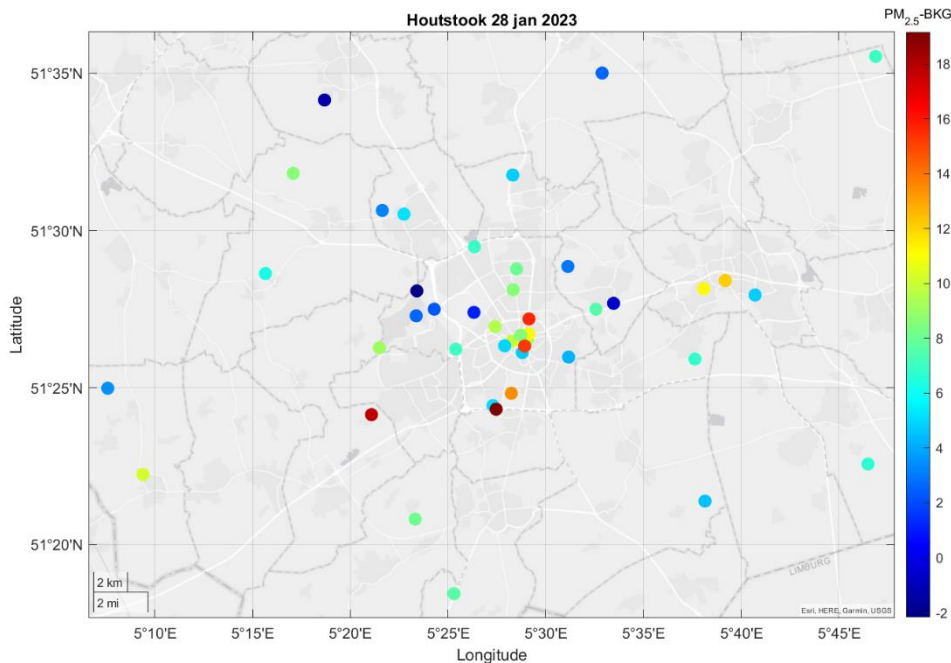 Houtstook 28 jan 2023
PM2.5-BKG
51°35'N
51°30'N
51°25'N
51°20'N
Latitude
5°10'E
5°15'E
5°20'E
5°25'E
5°30'E
5°35'E
5°40'E
5°45'E
Longitude
2 km
2 mi
LIMBURG
Esri, HERE, Garmin, USGS
18
16
14
12
10
8
6
4
2
0
-2